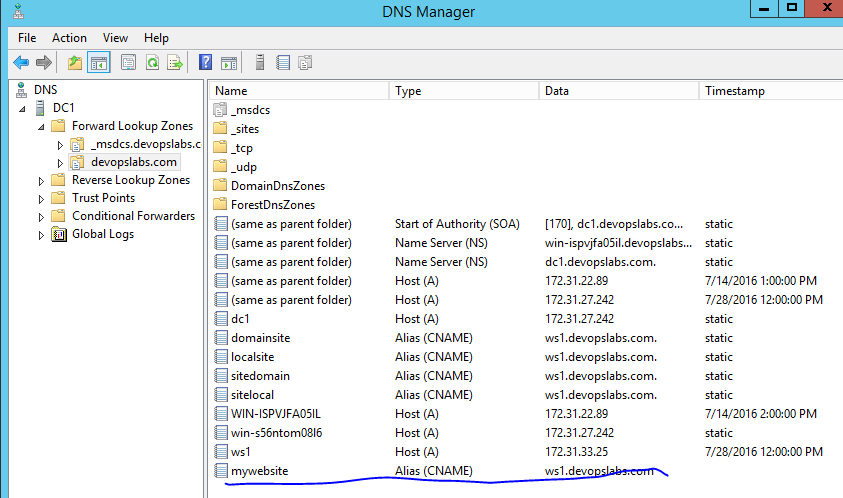 DNS Manager
File Action View Help
DNS
DC1
Forward Lookup Zones
_msdcs.devopslabs.c
devopslabs.com
Reverse Lookup Zones
Trust Points
Conditional Forwarders
Global Logs
Name Type Data Timestamp
_msdcs
_sites
_tcp
_udp
DomainDnsZones
ForestDnsZones
(same as parent folder) Start of Authority (SOA) [170], dc1.devopslabs.co... static
(same as parent folder) Name Server (NS) win-ispvjfa05il.devopslabs... static
(same as parent folder) Name Server (NS) dc1.devopslabs.com. static
(same as parent folder) Host (A) 172.31.22.89 7/14/2016 1:00:00 PM
(same as parent folder) Host (A) 172.31.27.242 7/28/2016 12:00:00 PM
dc1 Host (A) 172.31.27.242 static
domainsite Alias (CNAME) ws1.devopslabs.com. static
localsite Alias (CNAME) ws1.devopslabs.com. static
sitedomain Alias (CNAME) ws1.devopslabs.com. static
sitelocal Alias (CNAME) ws1.devopslabs.com. static
WIN-ISPVJFA05IL Host (A) 172.31.22.89 7/14/2016 2:00:00 PM
win-s56ntom08l6 Host (A) 172.31.27.242 static
ws1 Host (A) 172.31.33.25 7/28/2016 12:00:00 PM
mywebsite Alias (CNAME) ws1.devopslabs.com